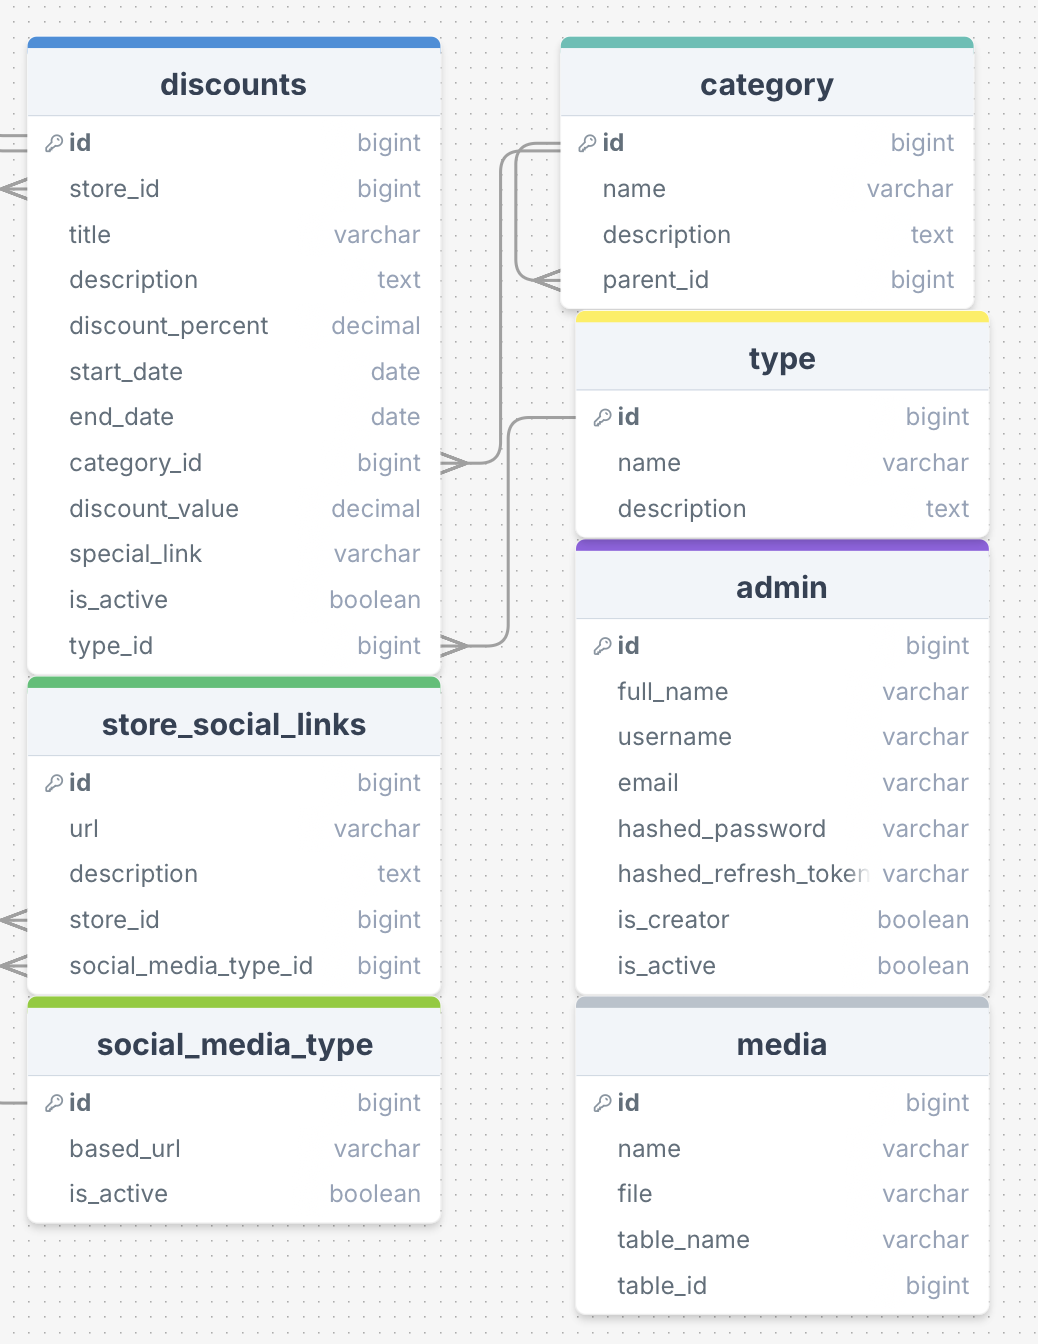 discounts
id bigint
store_id bigint
title varchar
description text
discount_percent decimal
start_date date
end_date date
category_id bigint
discount_value decimal
special_link varchar
is_active boolean
type_id bigint
store_social_links
id bigint
url varchar
description text
store_id bigint
social_media_type_id bigint
social_media_type
id bigint
based_url varchar
is_active boolean
category
id bigint
name varchar
description text
parent_id bigint
type
id bigint
name varchar
description text
admin
id bigint
full_name varchar
username varchar
email varchar
hashed_password varchar
hashed_refresh_token varchar
is_creator boolean
is_active boolean
media
id bigint
name varchar
file varchar
table_name varchar
table_id bigint